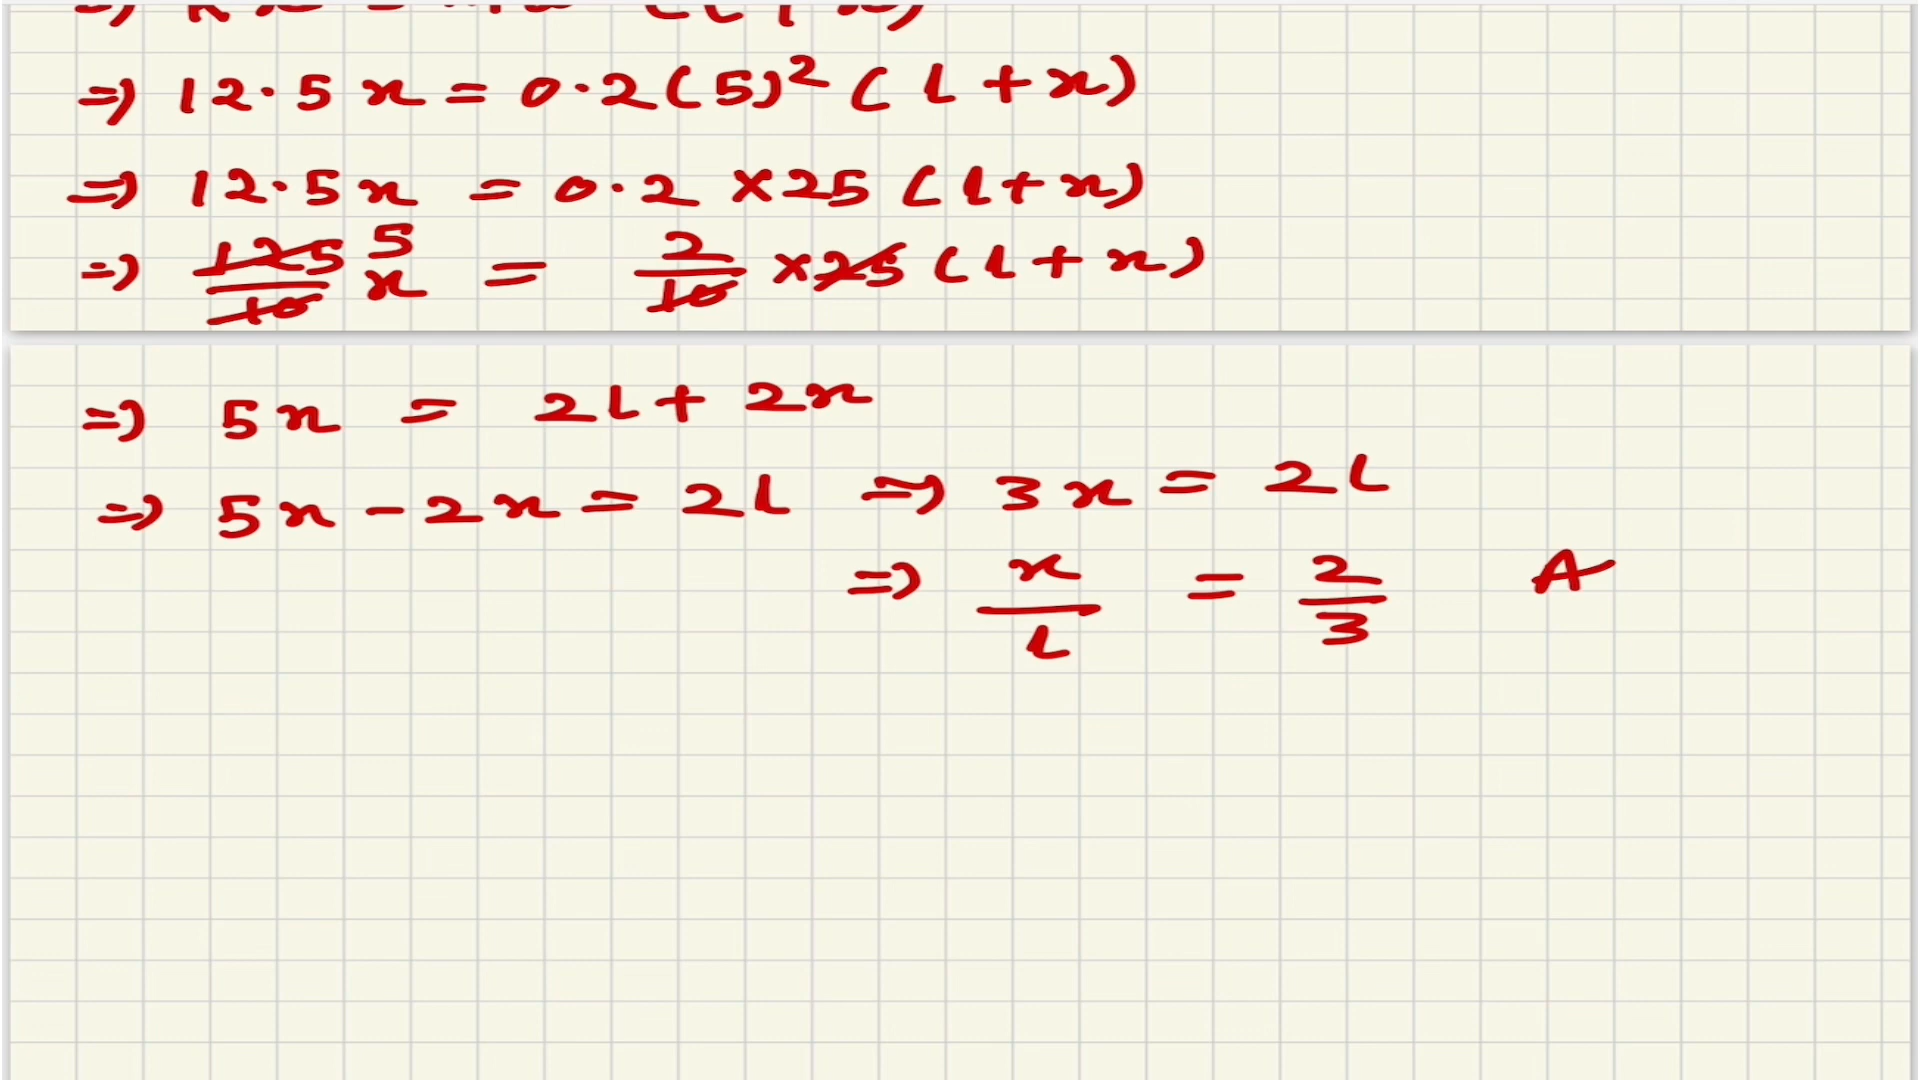 ⇒ 12.5 x = 0.2 (5)² (l + x)
⇒ 12.5 x = 0.2 × 25 (l + x)
⇒ 125/10 5 x = 2/10 × 25 (l + x)
⇒ 5x = 2l + 2x
⇒ 5x - 2x = 2l ⇒ 3x = 2l
⇒ x/l = 2/3 A